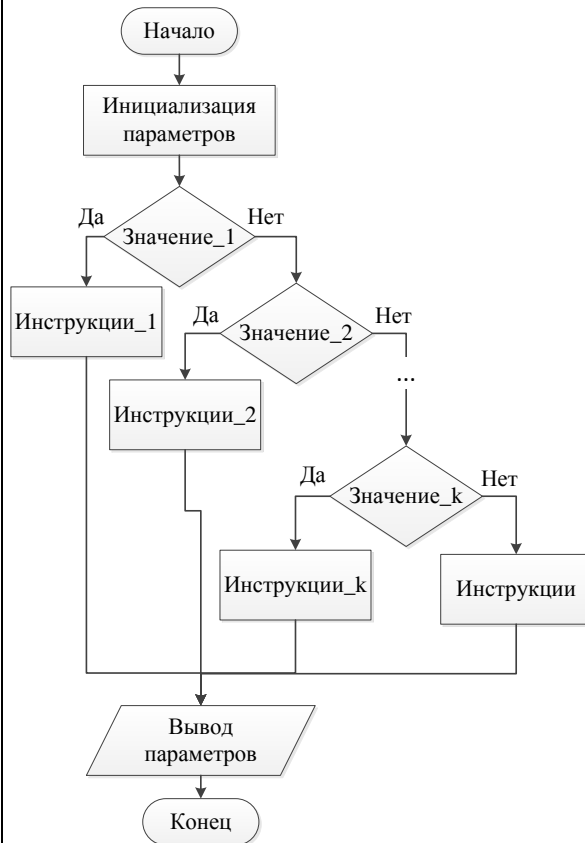 Начало
Инициализация
параметров
Да
Нет
Значение_1
Инструкции_1
Да
Нет
Значение_2
...
Инструкции_2
Да
Нет
Значение_k
Инструкции_k
Инструкции
Вывод
параметров
Конец